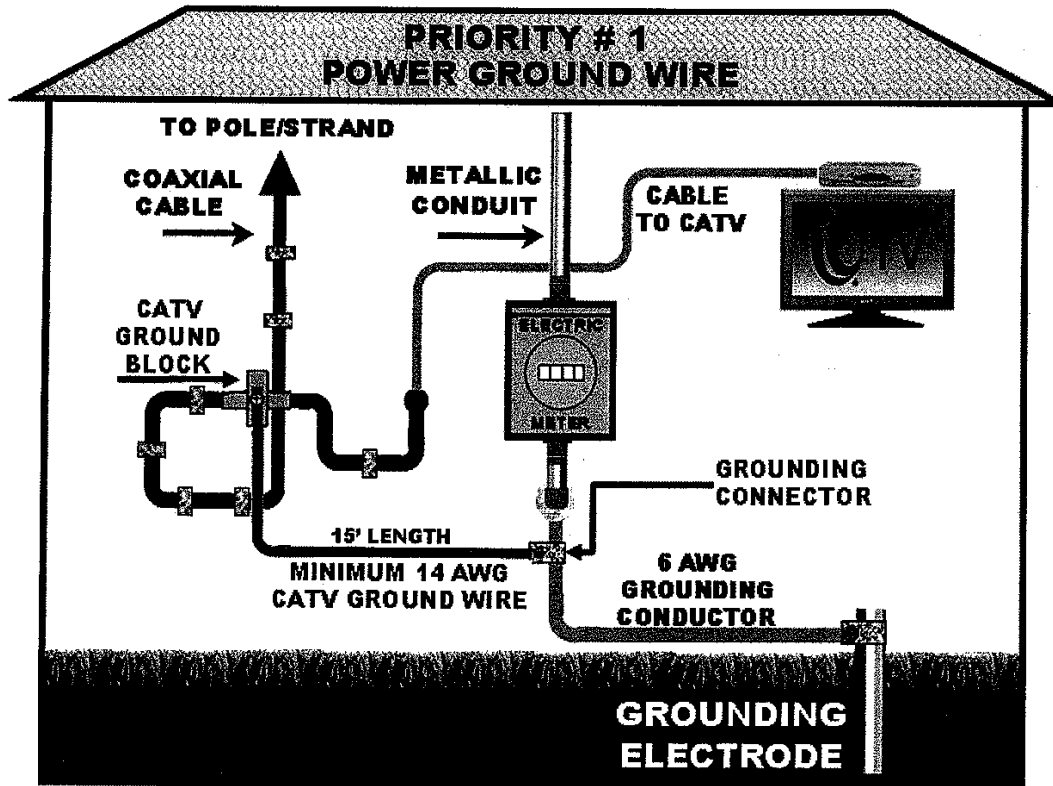 PRIORITY # 1
POWER GROUND WIRE
TO POLE/STRAND
COAXIAL
CABLE
METALLIC
CONDUIT
CABLE
TO CATV
TV
CATV
GROUND
BLOCK
ELECTRIC
METER
GROUNDING
CONNECTOR
15' LENGTH
MINIMUM 14 AWG
CATV GROUND WIRE
6 AWG
GROUNDING
CONDUCTOR
GROUNDING
ELECTRODE